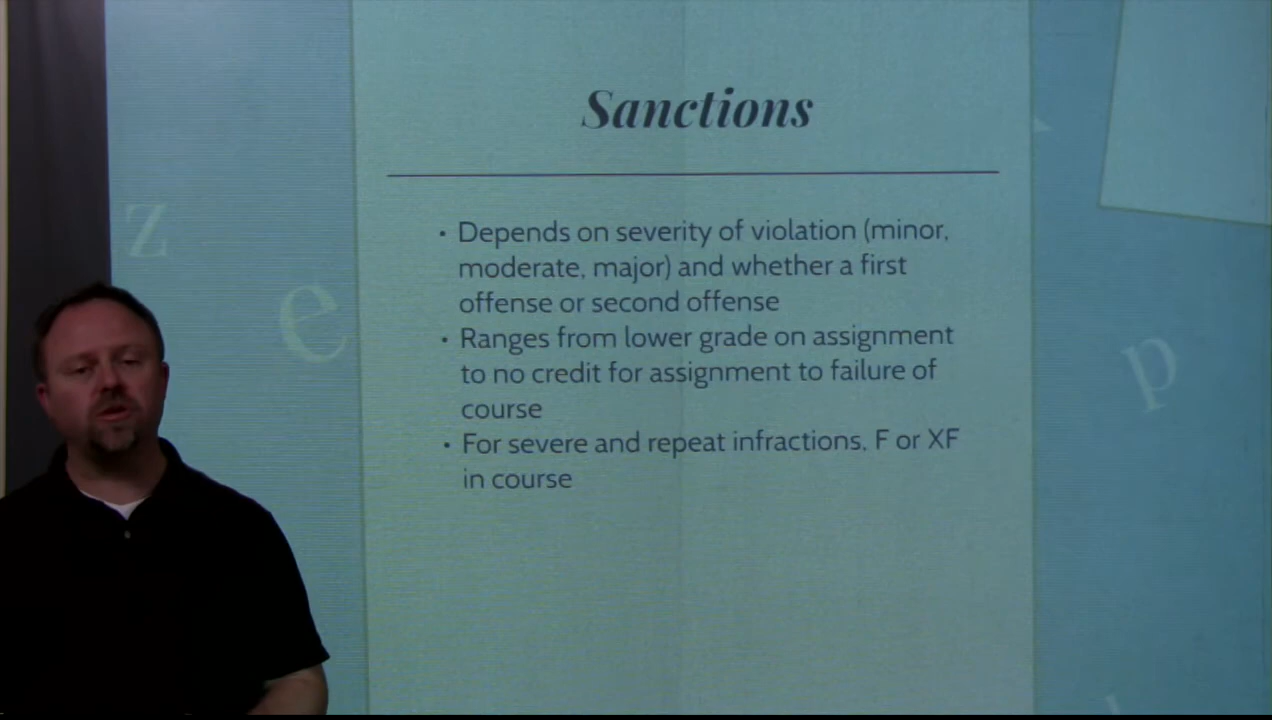 Sanctions
z
e
p
• Depends on severity of violation (minor,
moderate, major) and whether a first
offense or second offense
• Ranges from lower grade on assignment
to no credit for assignment to failure of
course
• For severe and repeat infractions, F or XF
in course